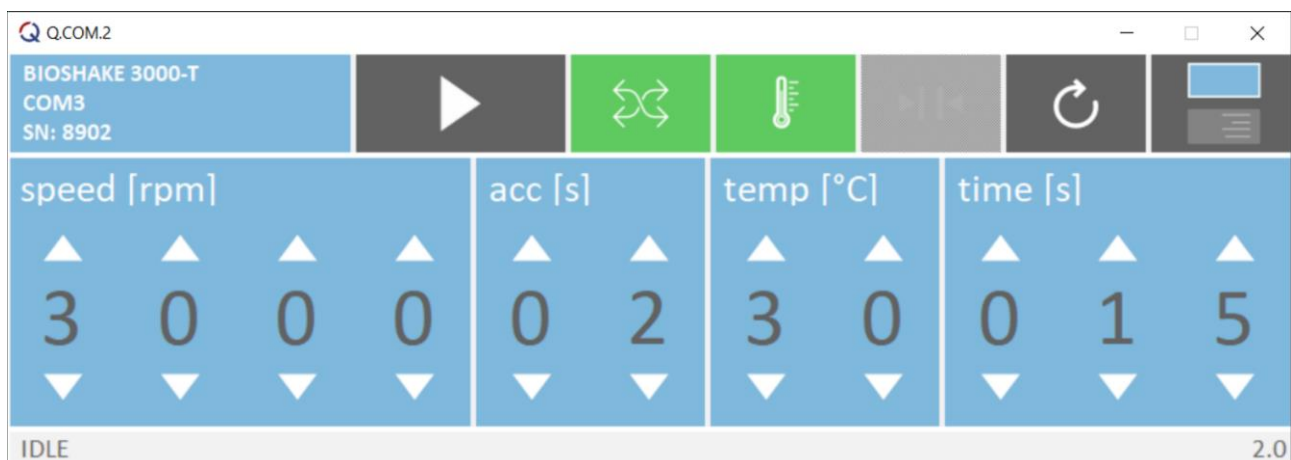 Q.COM.2
BIOSHAKE 3000-T
COM3
SN: 8902
speed [rpm] acc [s] temp [°C] time [s]
3 0 0 0 0 2 3 0 0 1 5
IDLE 2.0